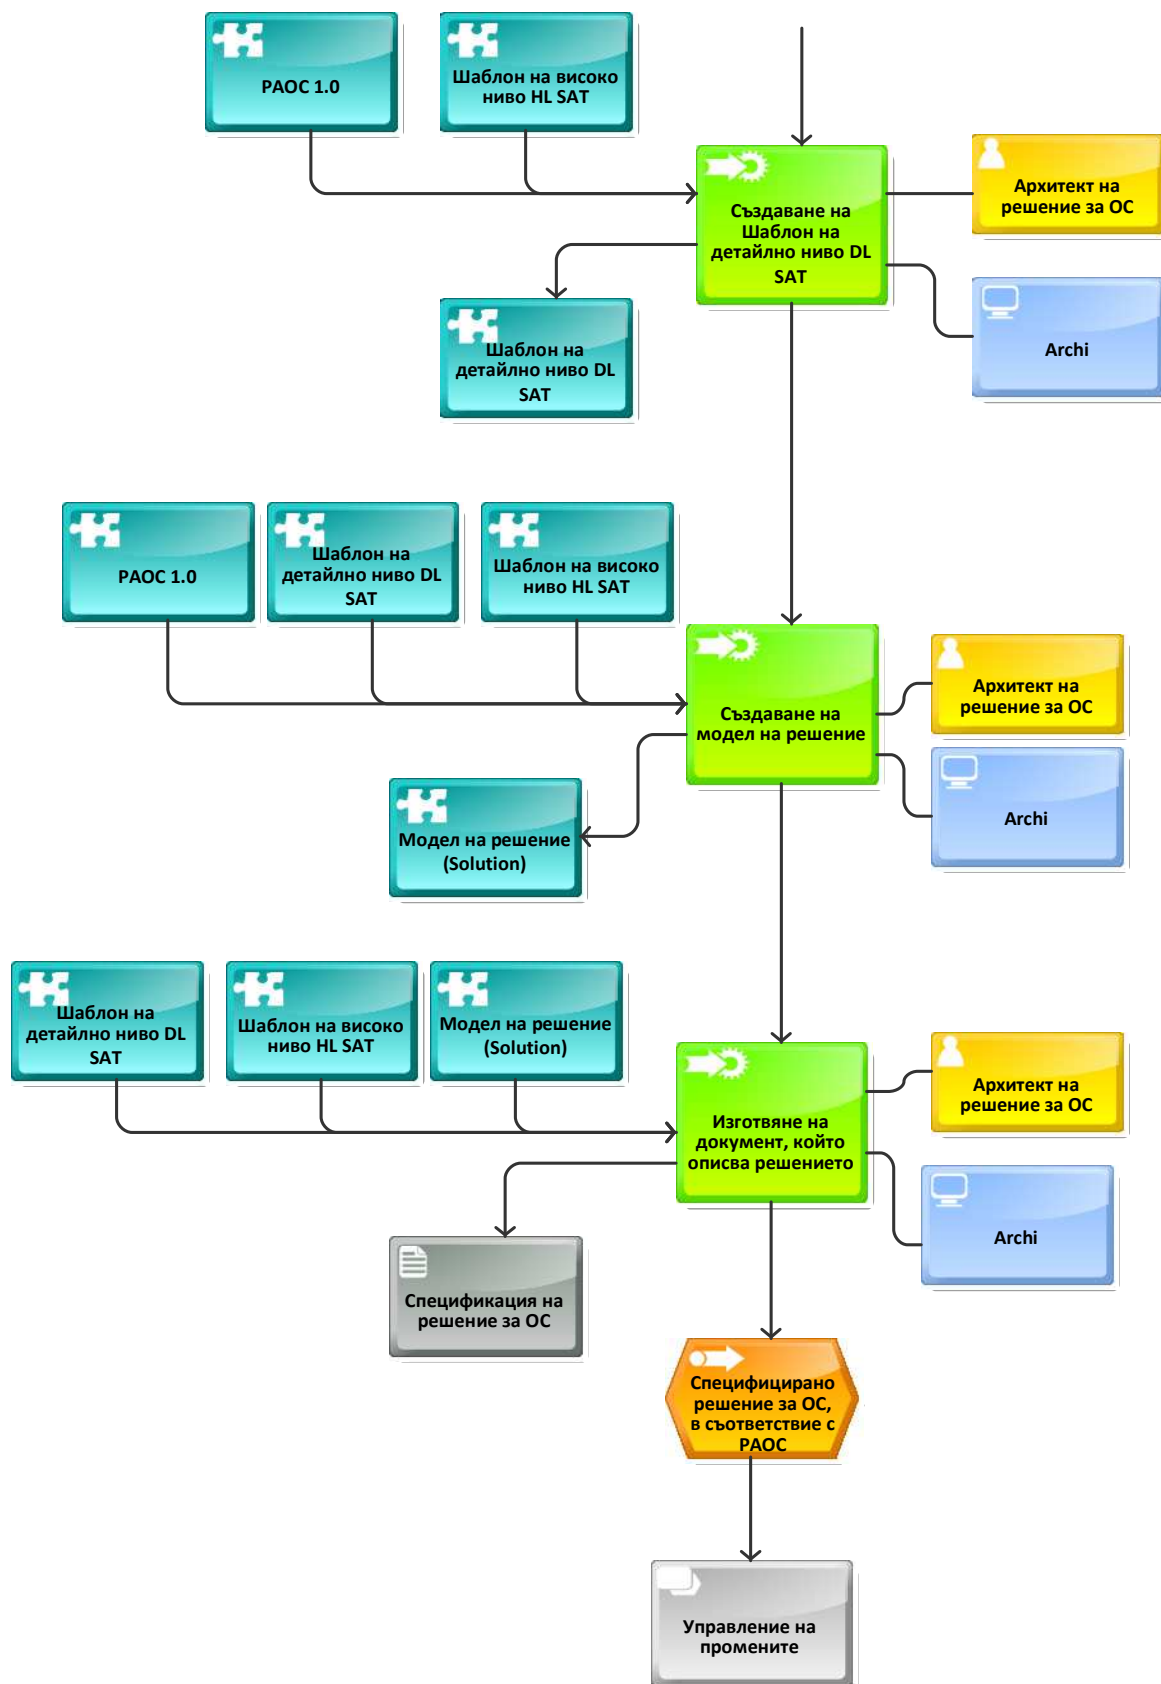 РАОС 1.0
Шаблон на високо
ниво HL SAT
Създаване на
Шаблон на
детайлно ниво DL
SAT
Архитект на
решение за ОС
Archi
Шаблон на
детайлно ниво DL
SAT
РАОС 1.0
Шаблон на
детайлно ниво DL
SAT
Шаблон на високо
ниво HL SAT
Създаване на
модел на решение
Архитект на
решение за ОС
Archi
Модел на решение
(Solution)
Шаблон на
детайлно ниво DL
SAT
Шаблон на високо
ниво HL SAT
Модел на решение
(Solution)
Изготвяне на
документ, който
описва решението
Архитект на
решение за ОС
Archi
Спецификация на
решение за ОС
Специфицирано
решение за ОС,
в съответствие с
РАОС
Управление на
промените